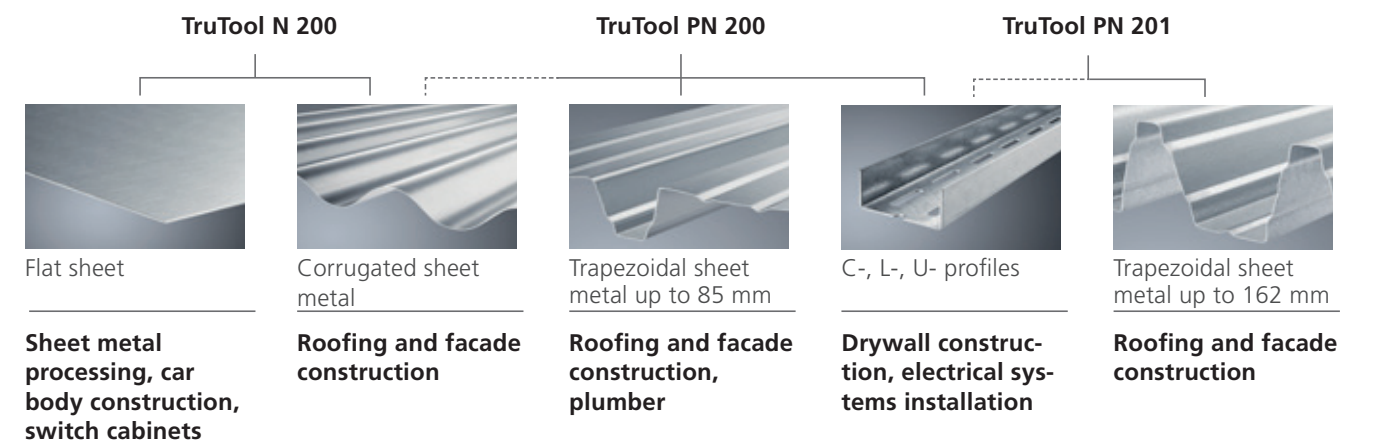 TruTool N 200
TruTool PN 200
TruTool PN 201
Flat sheet
Corrugated sheet
metal
Trapezoidal sheet
metal up to 85 mm
C-, L-, U- profiles
Trapezoidal sheet
metal up to 162 mm
Sheet metal
processing, car
body construction,
switch cabinets
Roofing and facade
construction
Roofing and facade
construction,
plumber
Drywall construc-
tion, electrical sys-
tems installation
Roofing and facade
construction